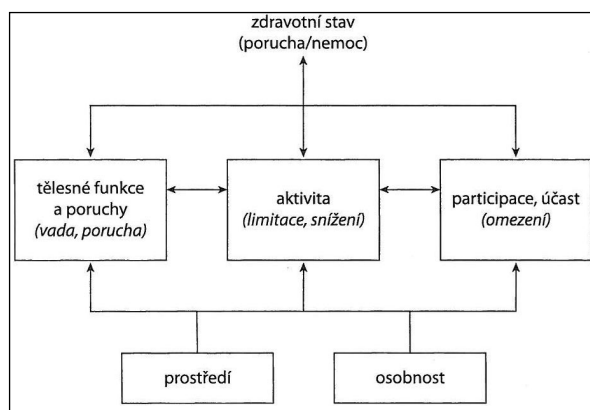 zdravotní stav
(porucha/nemoc)
tělesné funkce
a poruchy
(vada, porucha)
aktivita
(limitace, snížení)
participace, účast
(omezení)
prostředí
osobnost